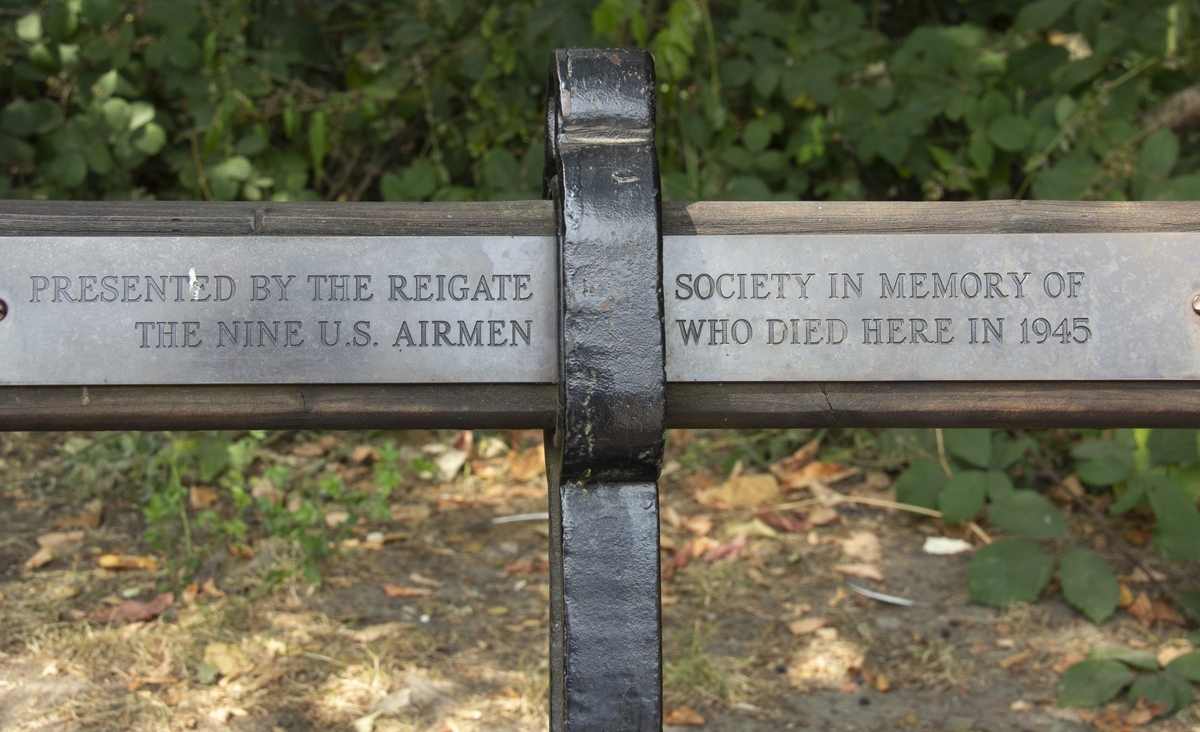 PRESENTED BY THE REIGATE SOCIETY IN MEMORY OF
THE NINE U.S. AIRMEN WHO DIED HERE IN 1945